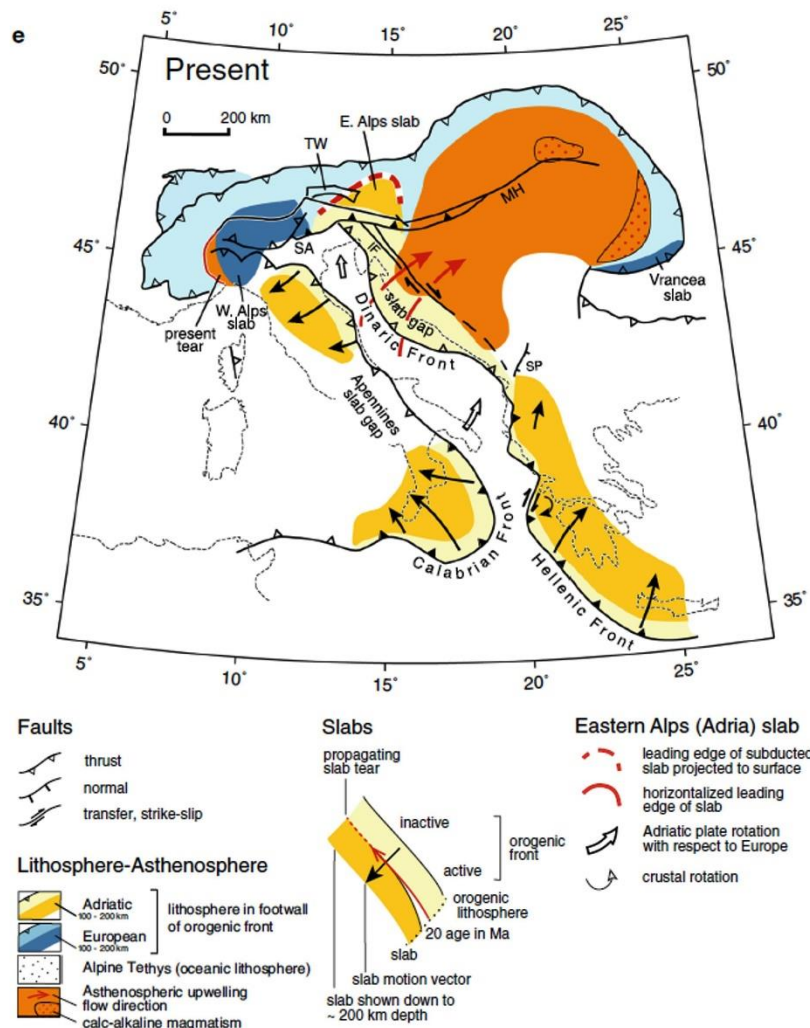 e
5°
10°
15°
20°
25°
50°
50°
Present
0 200 km
E. Alps slab
TW
MH
45°
45°
SA
IF
slab gap
Dinaric Front
Vrancea
slab
W. Alps
slab
present
tear
SP
Apennines
slab gap
40°
40°
Calabrian Front
Hellenic Front
35°
35°
5°
10°
15°
20°
25°
Faults
thrust
normal
transfer, strike-slip
Lithosphere-Asthenosphere
Adriatic
100 - 200 km
European
100 - 200 km
lithosphere in footwall
of orogenic front
Alpine Tethys (oceanic lithosphere)
Asthenospheric upwelling
flow direction
calc-alkaline magmatism
Slabs
propagating
slab tear
inactive
active
orogenic
front
orogenic
lithosphere
20 age in Ma
slab
slab motion vector
slab shown down to
~ 200 km depth
Eastern Alps (Adria) slab
leading edge of subducted
slab projected to surface
horizontalized leading
edge of slab
Adriatic plate rotation
with respect to Europe
crustal rotation